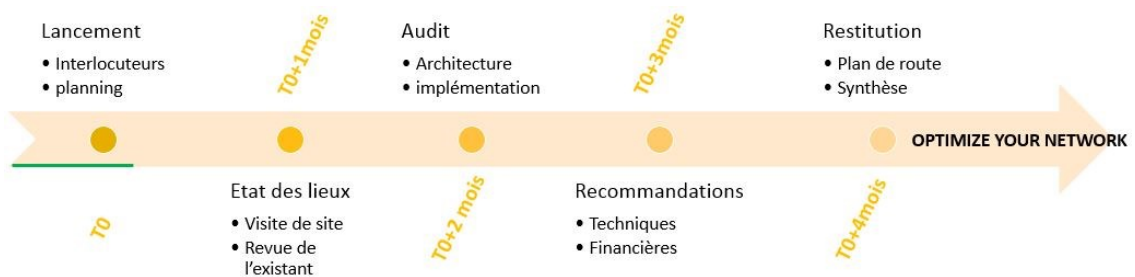 Lancement
• Interlocuteurs
• planning
T0
T0+1mois
Etat des lieux
• Visite de site
• Revue de
l'existant
Audit
• Architecture
• implémentation
T0+2 mois
T0+3mois
Recommandations
• Techniques
• Financières
Restitution
• Plan de route
• Synthèse
T0+4mois
OPTIMIZE YOUR NETWORK